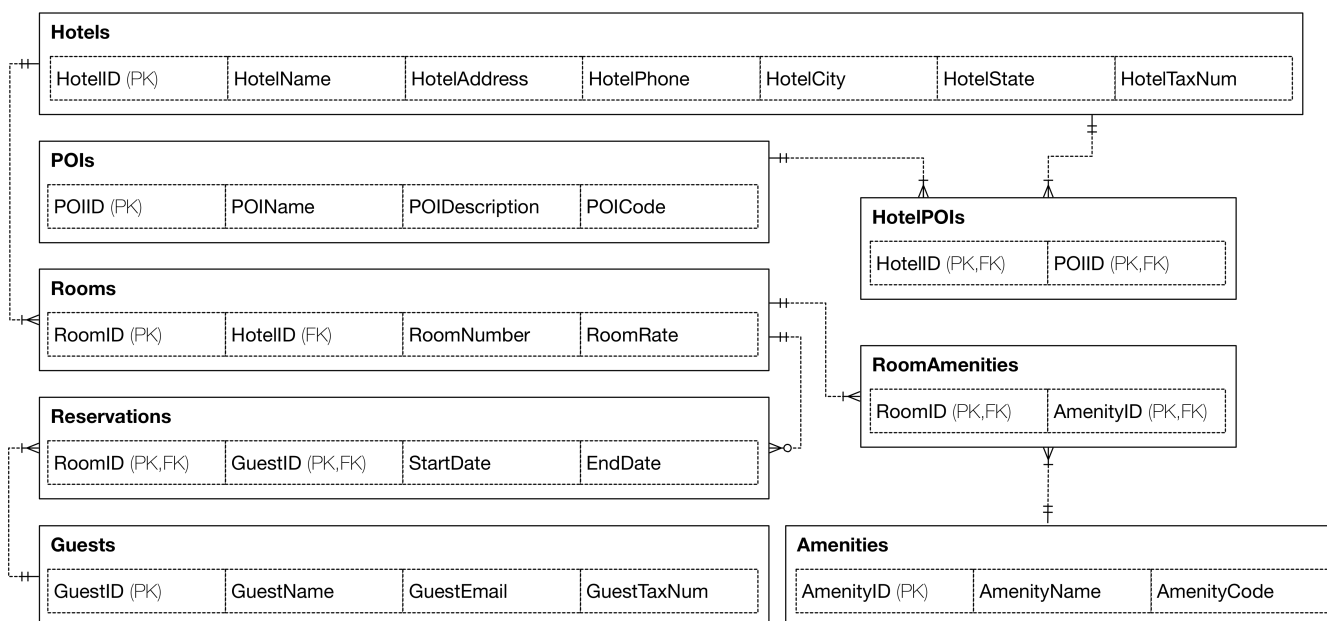 Hotels
HotelID (PK) HotelName HotelAddress HotelPhone HotelCity HotelState HotelTaxNum
POIs
POIID (PK) POIName POIDescription POICode
HotelPOIs
HotelID (PK,FK) POIID (PK,FK)
Rooms
RoomID (PK) HotelID (FK) RoomNumber RoomRate
RoomAmenities
RoomID (PK,FK) AmenityID (PK,FK)
Reservations
RoomID (PK,FK) GuestID (PK,FK) StartDate EndDate
Guests
GuestID (PK) GuestName GuestEmail GuestTaxNum
Amenities
AmenityID (PK) AmenityName AmenityCode